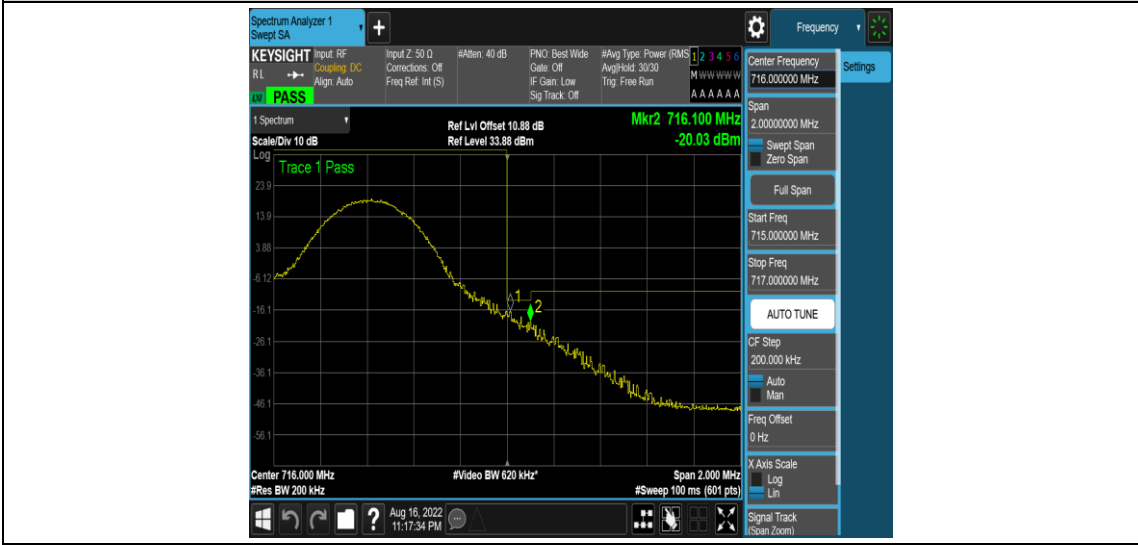 Spectrum Analyzer 1
Swept SA
+
Frequency
KEYSIGHT
RL
PASS
Input: RF
Coupling: DC
Align: Auto
Input Z: 50 Ω
Corrections: Off
Freq Ref: Int (S)
#Atten: 40 dB
PNO: Best Wide
Gate: Off
IF Gain: Low
Sig Track: Off
#Avg Type: Power (RMS
Avg|Hold: 30/30
Trig: Free Run
1 2 3 4 5 6
M W W W W W
A A A A A A
1 Spectrum
Scale/Div 10 dB
Ref Lvl Offset 10.88 dB
Ref Level 33.88 dBm
Mkr2 716.100 MHz
-20.03 dBm
Log
Trace 1 Pass
23.9
13.9
3.88
-6.12
-16.1
-26.1
-36.1
-46.1
-56.1
1
2
Center 716.000 MHz
#Res BW 200 kHz
#Video BW 620 kHz*
Span 2.000 MHz
#Sweep 100 ms (601 pts)
?
Aug 16, 2022
11:17:34 PM
Center Frequency
716.000000 MHz
Settings
Span
2.00000000 MHz
Swept Span
Zero Span
Full Span
Start Freq
715.000000 MHz
Stop Freq
717.000000 MHz
AUTO TUNE
CF Step
200.000 kHz
Auto
Man
Freq Offset
0 Hz
X Axis Scale
Log
Lin
Signal Track
(Span Zoom)